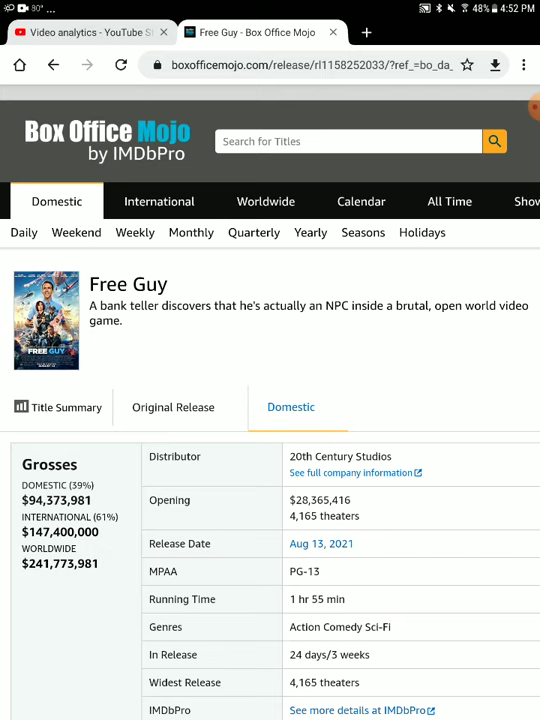 80° ...
48% 4:52 PM
Video analytics - YouTube S
Free Guy - Box Office Mojo
boxofficemojo.com/release/rl1158252033/?ref_=bo_da_
Box Office Mojo
by IMDbPro
Search for Titles
Domestic International Worldwide Calendar All Time Show
Daily Weekend Weekly Monthly Quarterly Yearly Seasons Holidays
Free Guy
A bank teller discovers that he's actually an NPC inside a brutal, open world video
game.
FREE GUY
Title Summary Original Release Domestic
Grosses
DOMESTIC (39%)
$94,373,981
INTERNATIONAL (61%)
$147,400,000
WORLDWIDE
$241,773,981
Distributor 20th Century Studios
See full company information
Opening $28,365,416
4,165 theaters
Release Date Aug 13, 2021
MPAA PG-13
Running Time 1 hr 55 min
Genres Action Comedy Sci-Fi
In Release 24 days/3 weeks
Widest Release 4,165 theaters
IMDbPro See more details at IMDbPro